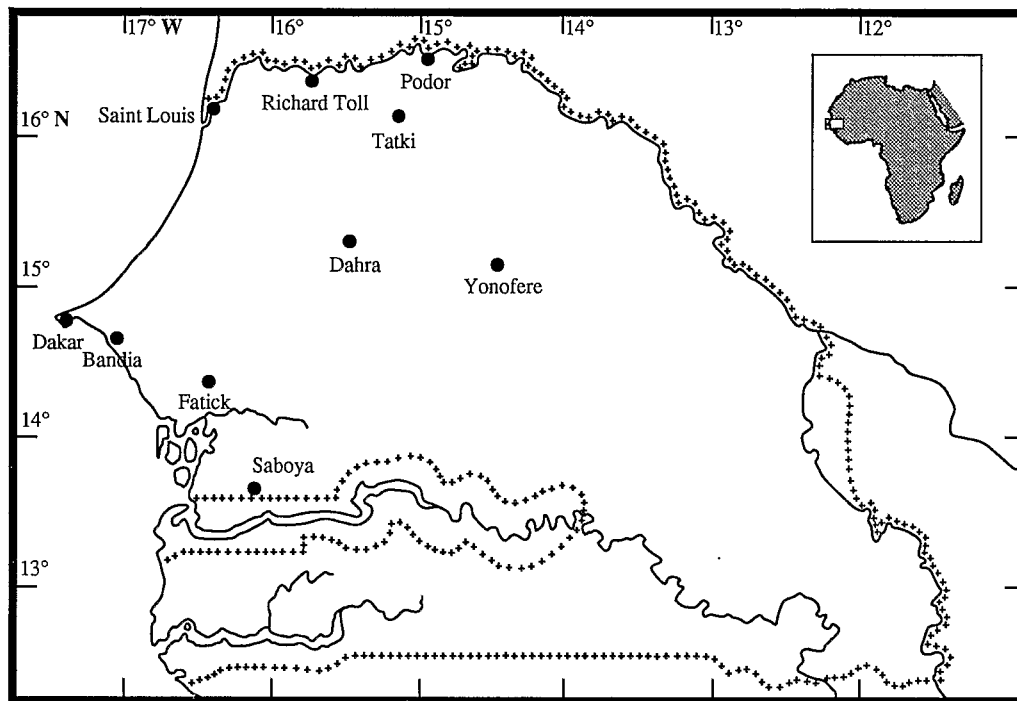 17° W
16°
15°
14°
13°
12°
Podor
Richard Toll
Saint Louis
16° N
Tatki
Dahra
15°
Yonofere
Dakar
Bandia
Fatick
14°
Saboya
13°